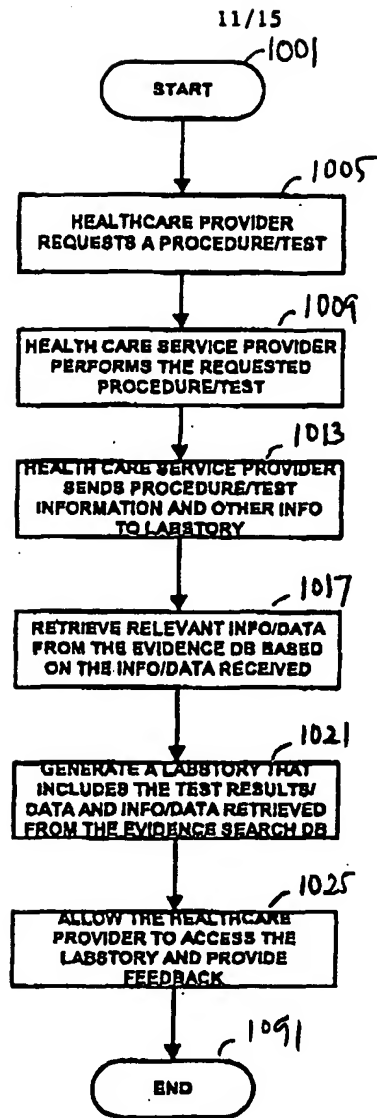 11/15
1001
START
1005
HEALTHCARE PROVIDER
REQUESTS A PROCEDURE/TEST
1009
HEALTH CARE SERVICE PROVIDER
PERFORMS THE REQUESTED
PROCEDURE/TEST
1013
HEALTH CARE SERVICE PROVIDER
SENDS PROCEDURE/TEST
INFORMATION AND OTHER INFO
TO LABSTORY
1017
RETRIEVE RELEVANT INFO/DATA
FROM THE EVIDENCE DB BASED
ON THE INFO/DATA RECEIVED
1021
GENERATE A LABSTORY THAT
INCLUDES THE TEST RESULTS/
DATA AND INFO/DATA RETRIEVED
FROM THE EVIDENCE SEARCH DB
1025
ALLOW THE HEALTHCARE
PROVIDER TO ACCESS THE
LABSTORY AND PROVIDE
FEEDBACK
1091
END